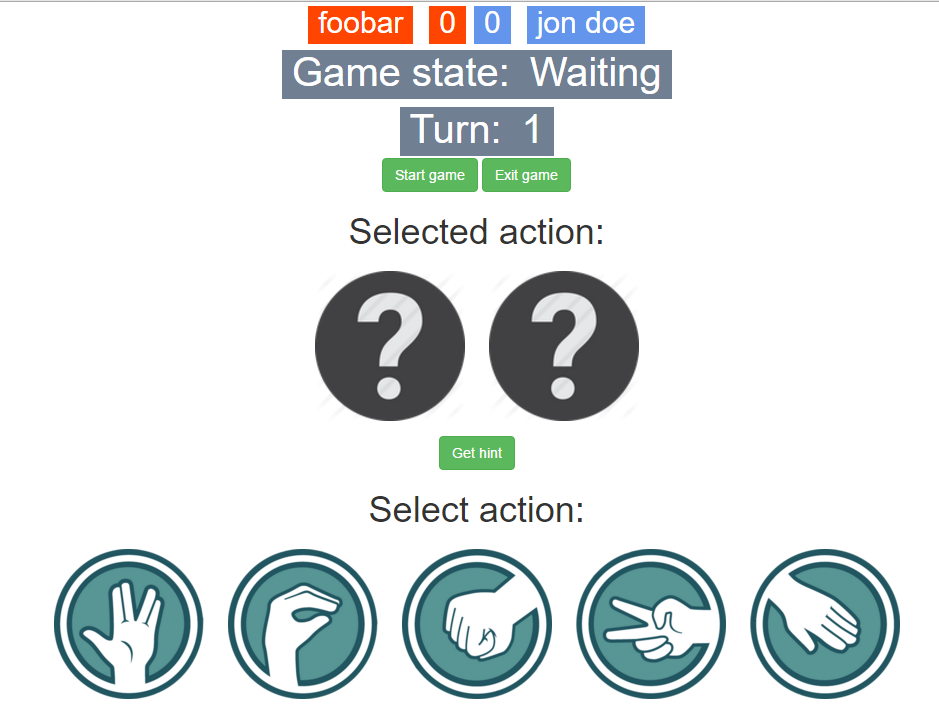 foobar 0 0 jon doe
Game state: Waiting
Turn: 1
Start game Exit game
Selected action:
? ?
Get hint
Select action: